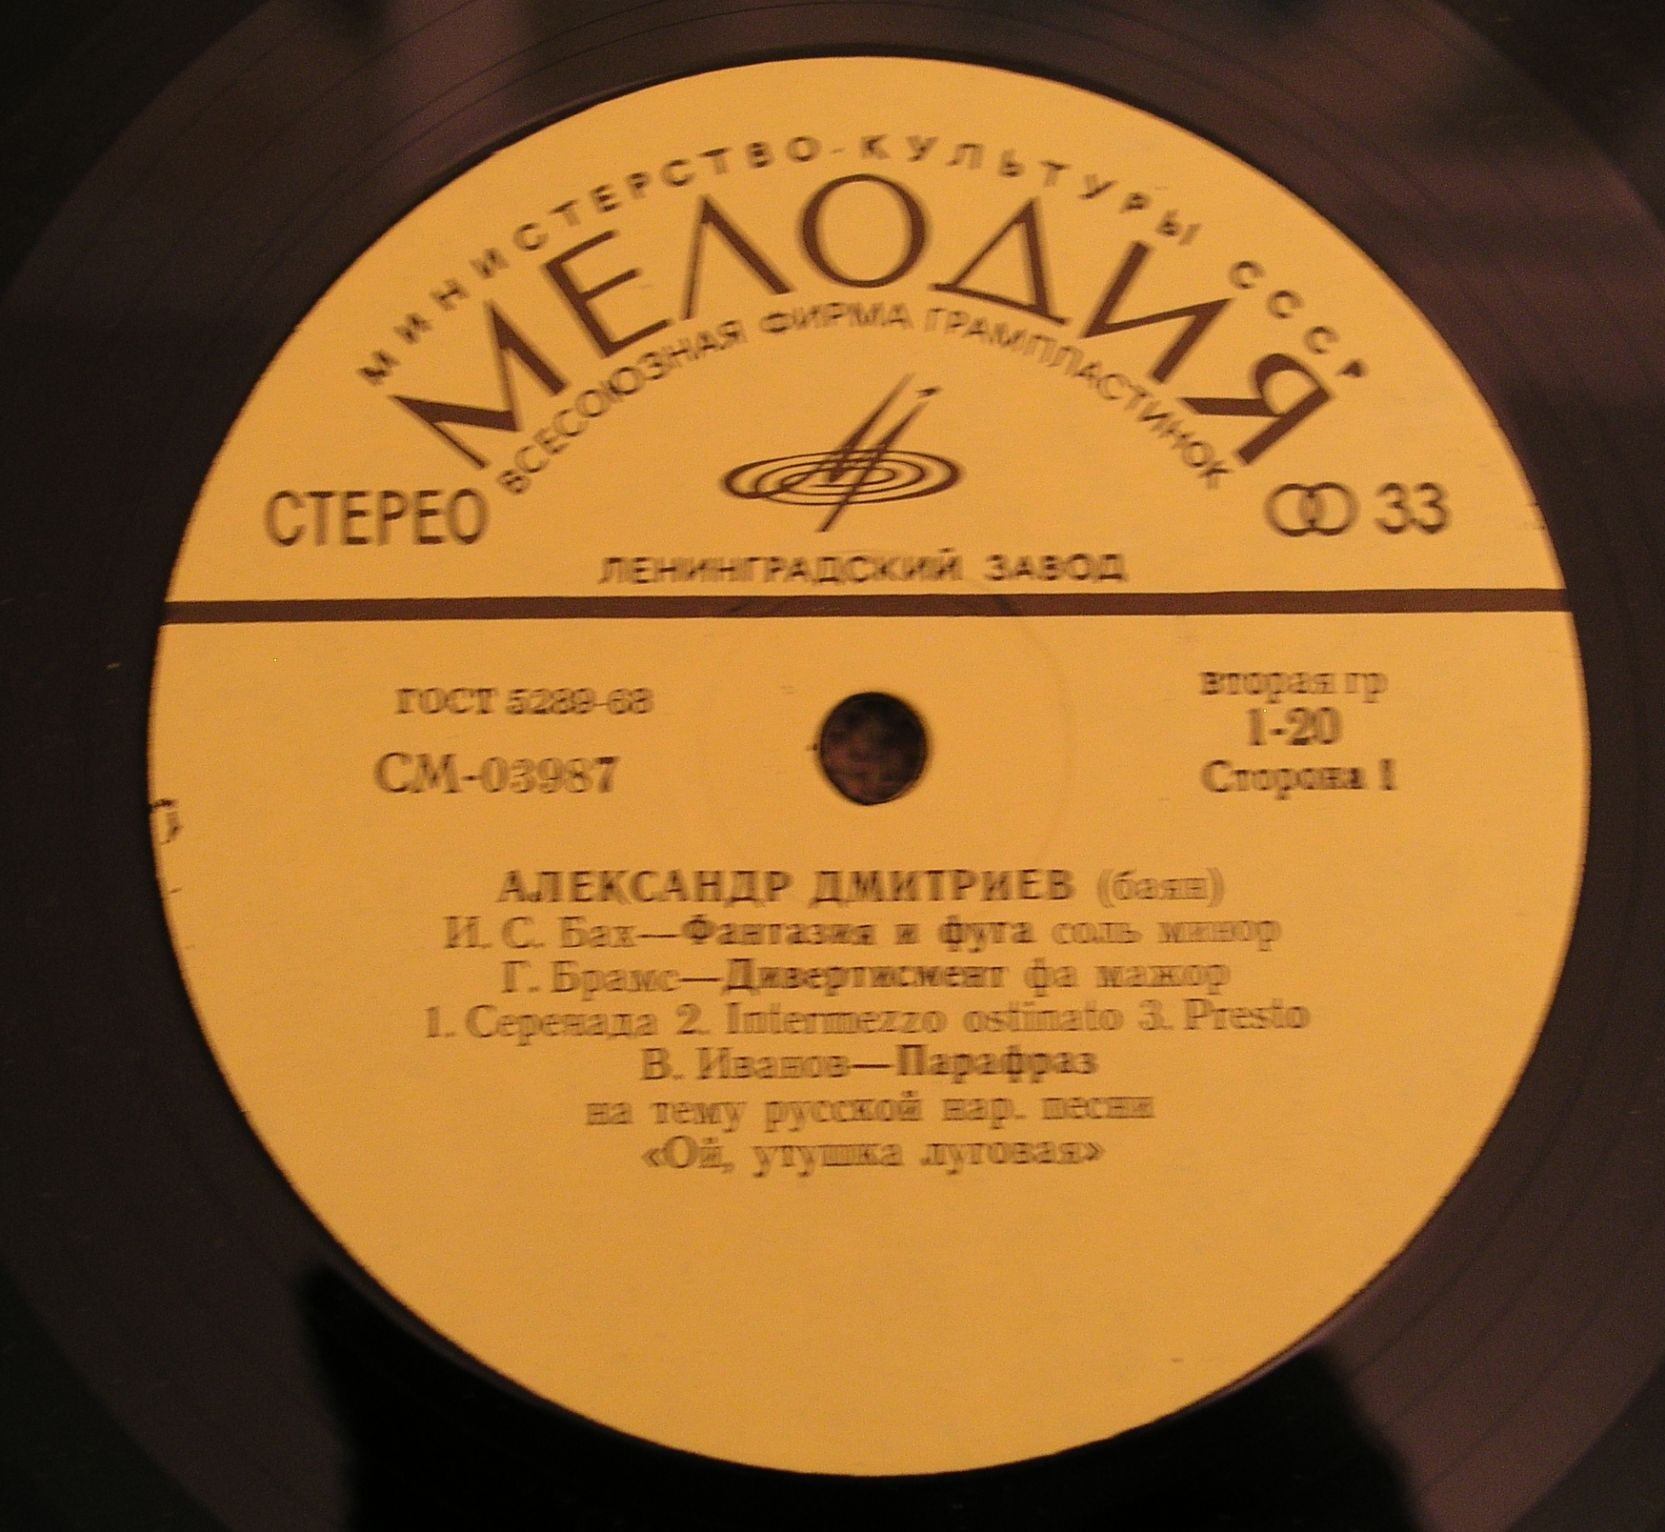 МИНИСТЕРСТВО КУЛЬТУРЫ СССР
МЕЛОДИЯ
ВСЕСОЮЗНАЯ ФИРМА ГРАМПЛАСТИНОК
СТЕРЕО
33
ЛЕНИНГРАДСКИЙ ЗАВОД
ГОСТ 5289-68
СМ-03987
вторая гр
1-20
Сторона 1
АЛЕКСАНДР ДМИТРИЕВ (баян)
И. С. Бах—Фантазия и фуга соль минор
Г. Брамс—Дивертисмент фа мажор
1. Серенада 2. Intermezzo ostinato 3. Presto
В. Иванов—Парафраз
на тему русской нар. песни
«Ой, утушка луговая»